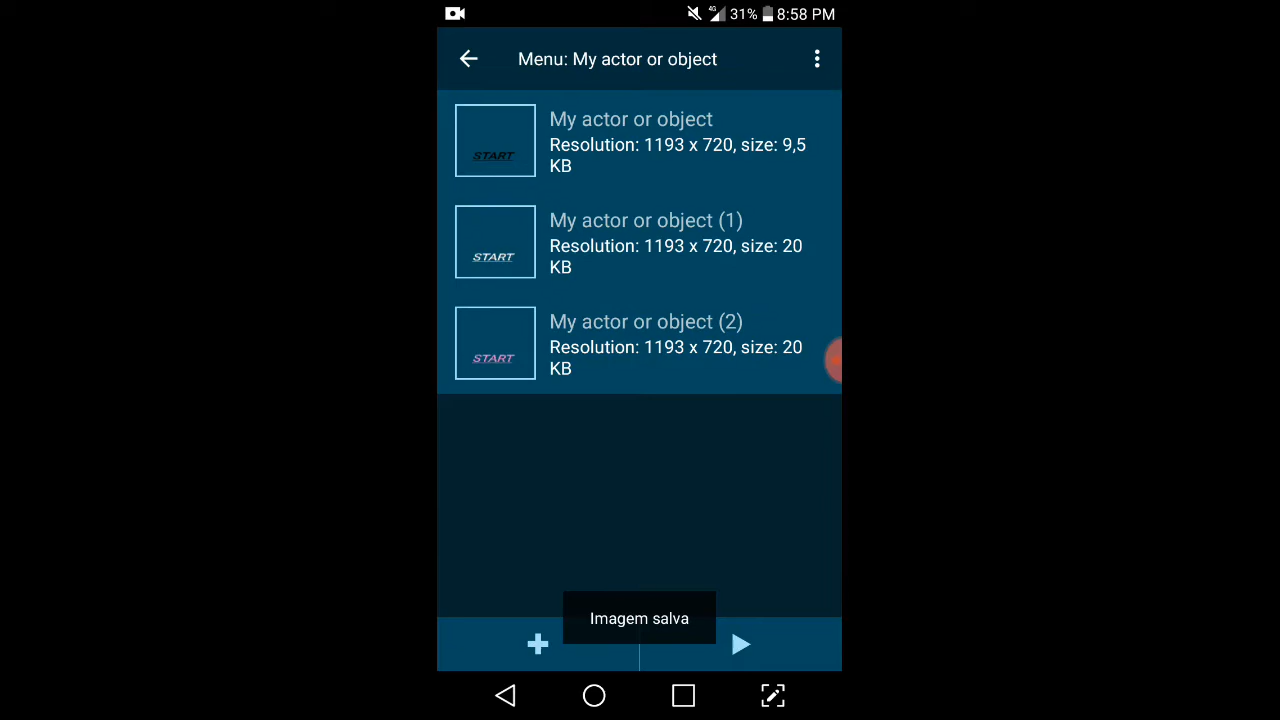 4G 31% 8:58 PM
Menu: My actor or object
START
My actor or object
Resolution: 1193 x 720, size: 9,5
KB
START
My actor or object (1)
Resolution: 1193 x 720, size: 20
KB
START
My actor or object (2)
Resolution: 1193 x 720, size: 20
KB
Imagem salva